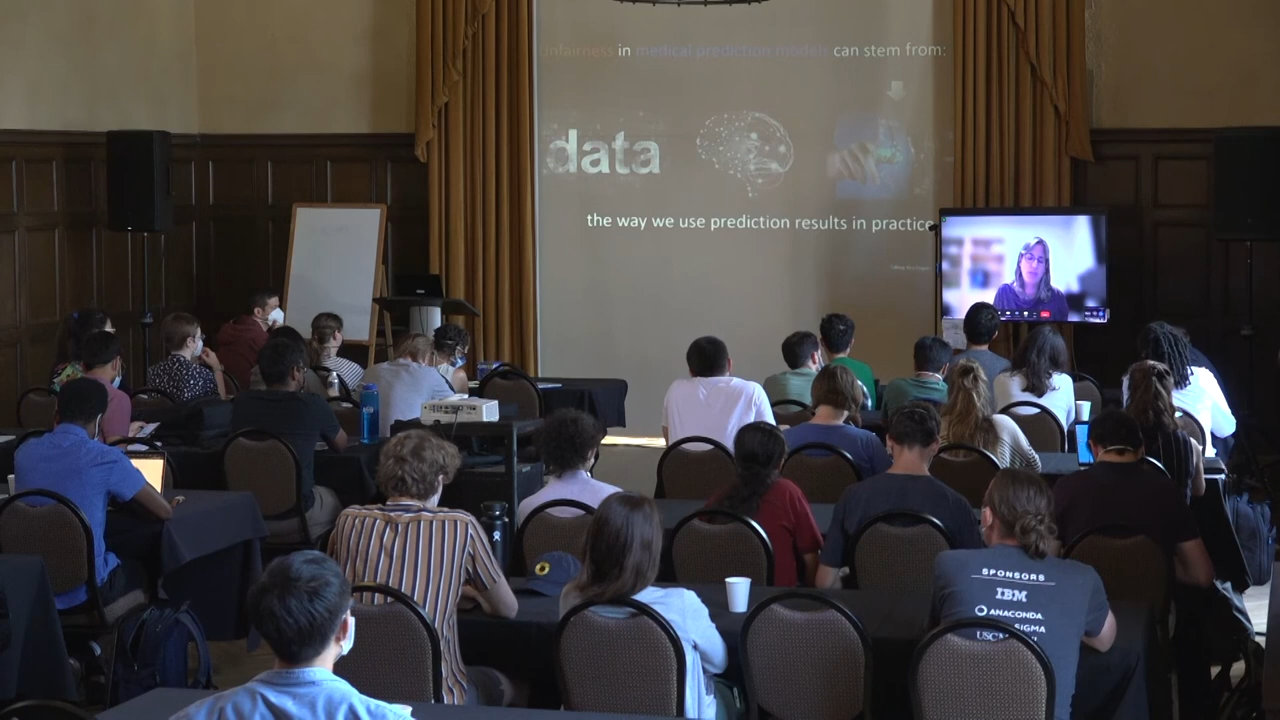 Unfairness in medical prediction models can stem from:
data
the way we use prediction results in practice
SPONSORS
IBM
ANACONDA.
SIGMA
USC